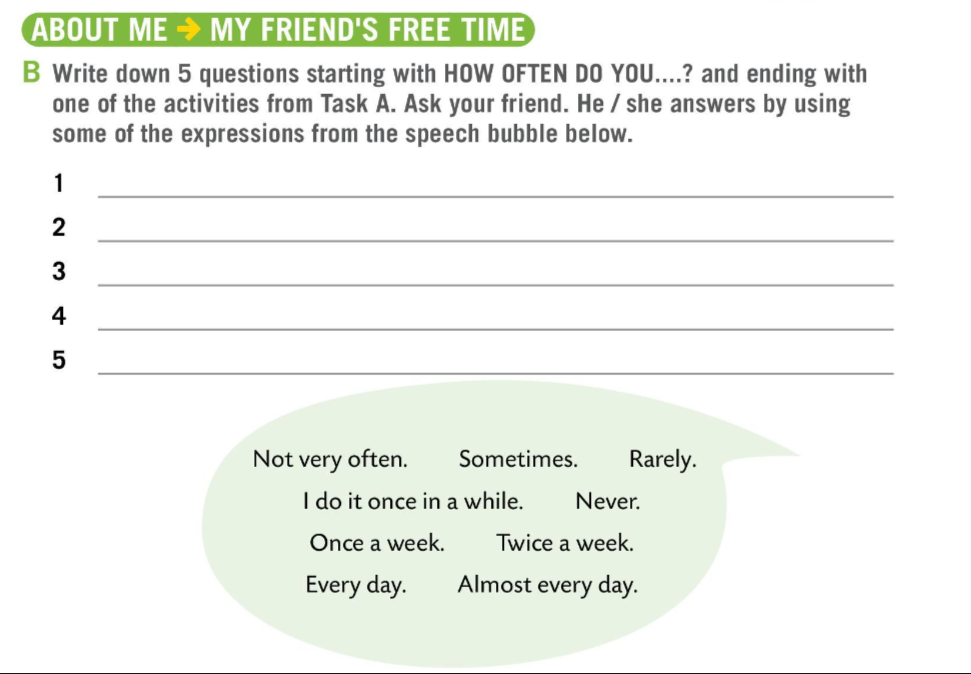 ABOUT ME → MY FRIEND'S FREE TIME
B Write down 5 questions starting with HOW OFTEN DO YOU....? and ending with
one of the activities from Task A. Ask your friend. He / she answers by using
some of the expressions from the speech bubble below.
1
2
3
4
5
Not very often. Sometimes. Rarely.
I do it once in a while. Never.
Once a week. Twice a week.
Every day. Almost every day.